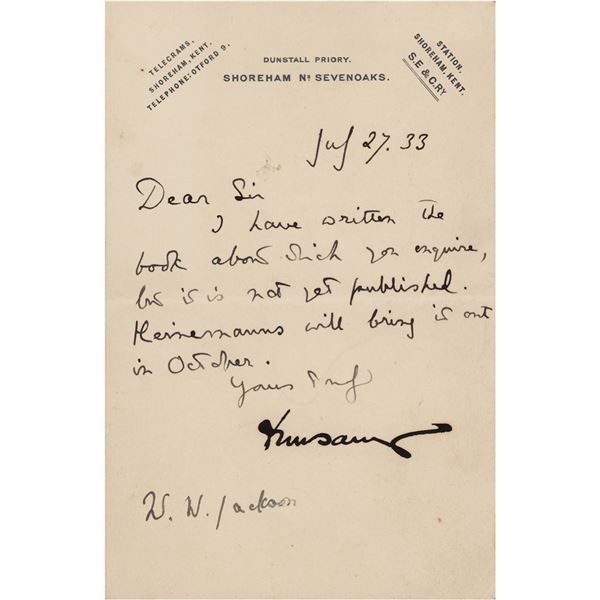 TELEGRAMS,
SHOREHAM, KENT.
TELEPHONE: OTFORD 9.
DUNSTALL PRIORY.
SHOREHAM Nᴿ SEVENOAKS.
STATION.
SHOREHAM, KENT.
S.E & C.RY
July 27. 33
Dear Sir
I have written the
book about which you enquire,
but it is not yet published.
Heinemanns will bring it out
in October.
Yours truly
Dunsany
W. W. Jackson